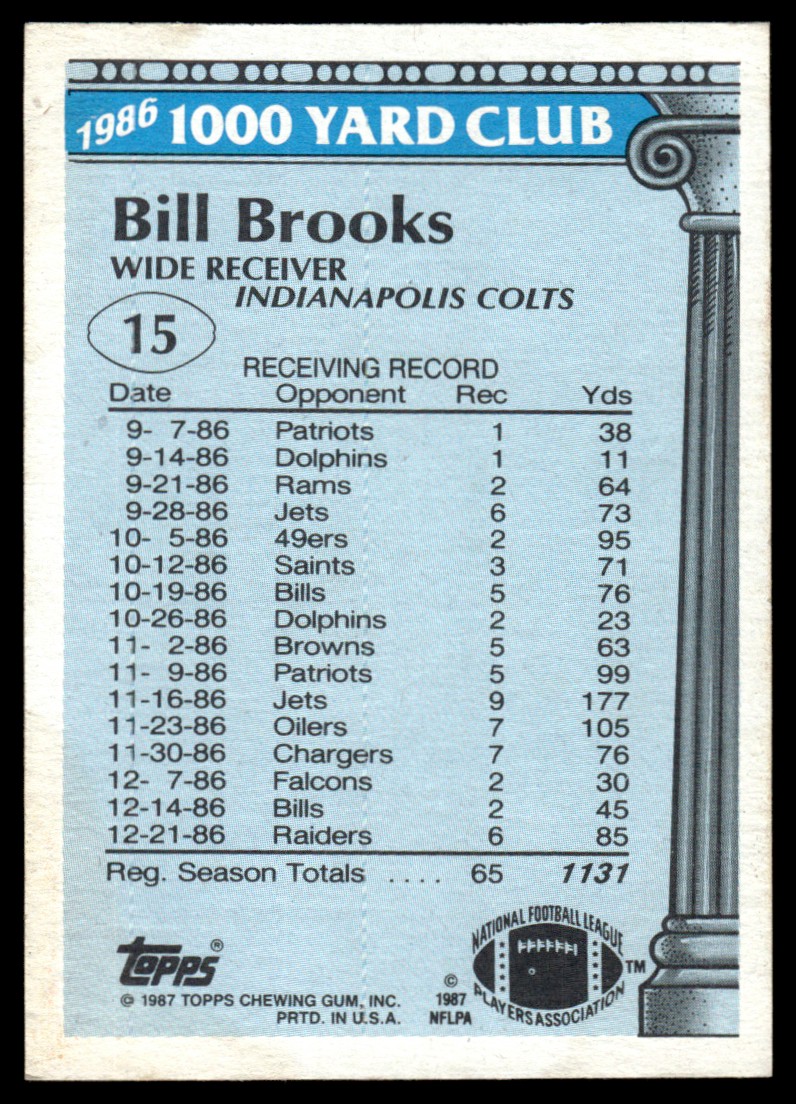 1986 1000 YARD CLUB
Bill Brooks
WIDE RECEIVER
INDIANAPOLIS COLTS
15
RECEIVING RECORD
Date Opponent Rec Yds
9- 7-86 Patriots 1 38
9-14-86 Dolphins 1 11
9-21-86 Rams 2 64
9-28-86 Jets 6 73
10- 5-86 49ers 2 95
10-12-86 Saints 3 71
10-19-86 Bills 5 76
10-26-86 Dolphins 2 23
11- 2-86 Browns 5 63
11- 9-86 Patriots 5 99
11-16-86 Jets 9 177
11-23-86 Oilers 7 105
11-30-86 Chargers 7 76
12- 7-86 Falcons 2 30
12-14-86 Bills 2 45
12-21-86 Raiders 6 85
Reg. Season Totals .... 65 1131
topps®
© 1987 TOPPS CHEWING GUM, INC.
PRTD. IN U.S.A.
© 1987 NFLPA
NATIONAL FOOTBALL LEAGUE
PLAYERS ASSOCIATION ™